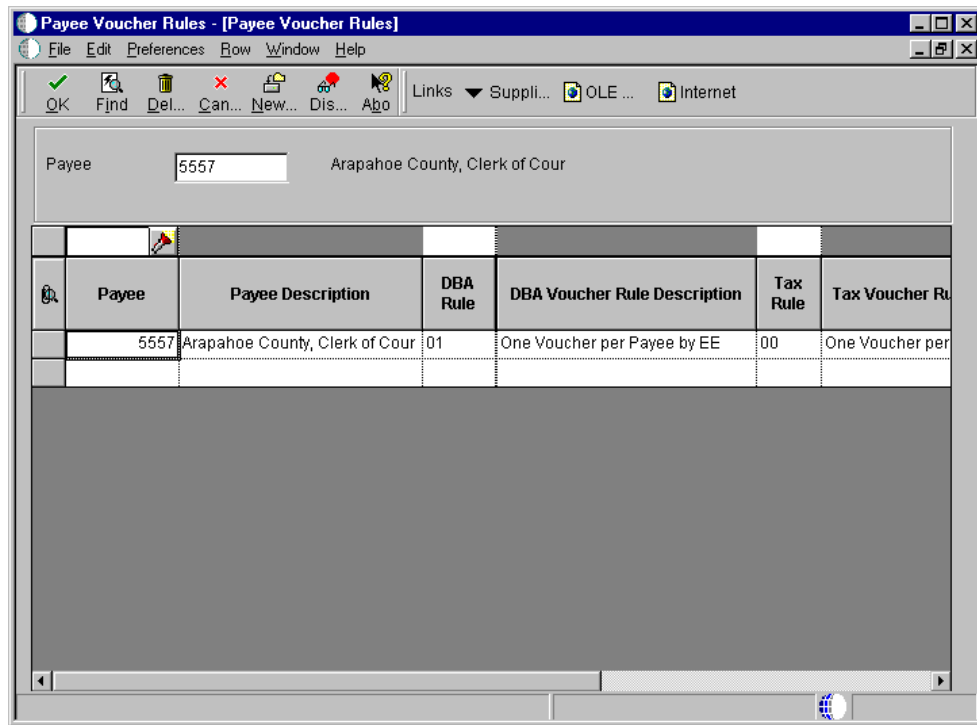 Payee Voucher Rules - [Payee Voucher Rules]
File Edit Preferences Row Window Help
OK Find Del... Can... New... Dis... Abo Links Suppli... OLE ... Internet
Payee 5557 Arapahoe County, Clerk of Cour
Payee Payee Description DBA Rule DBA Voucher Rule Description Tax Rule Tax Voucher Ru
5557 Arapahoe County, Clerk of Cour 01 One Voucher per Payee by EE 00 One Voucher per